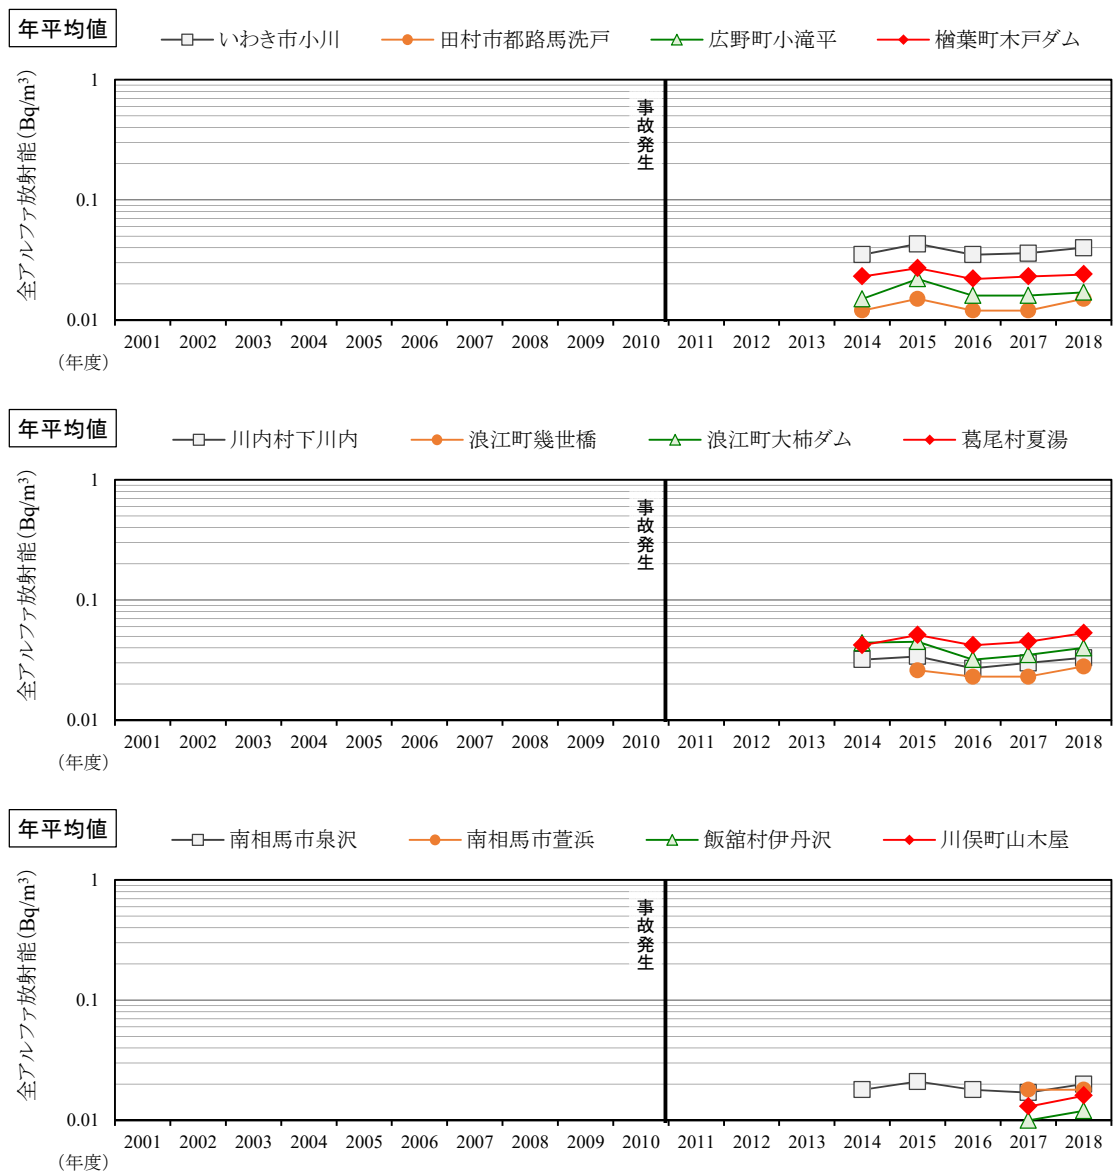 年平均値
いわき市小川 田村市都路馬洗戸 広野町小滝平 楢葉町木戸ダム
全アルファ放射能(Bq/m³)
1
0.1
0.01
事故発生
2001 2002 2003 2004 2005 2006 2007 2008 2009 2010 2011 2012 2013 2014 2015 2016 2017 2018
(年度)
年平均値
川内村下川内 浪江町幾世橋 浪江町大柿ダム 葛尾村夏湯
全アルファ放射能(Bq/m³)
1
0.1
0.01
事故発生
2001 2002 2003 2004 2005 2006 2007 2008 2009 2010 2011 2012 2013 2014 2015 2016 2017 2018
(年度)
年平均値
南相馬市泉沢 南相馬市萱浜 飯舘村伊丹沢 川俣町山木屋
全アルファ放射能(Bq/m³)
1
0.1
0.01
事故発生
2001 2002 2003 2004 2005 2006 2007 2008 2009 2010 2011 2012 2013 2014 2015 2016 2017 2018
(年度)